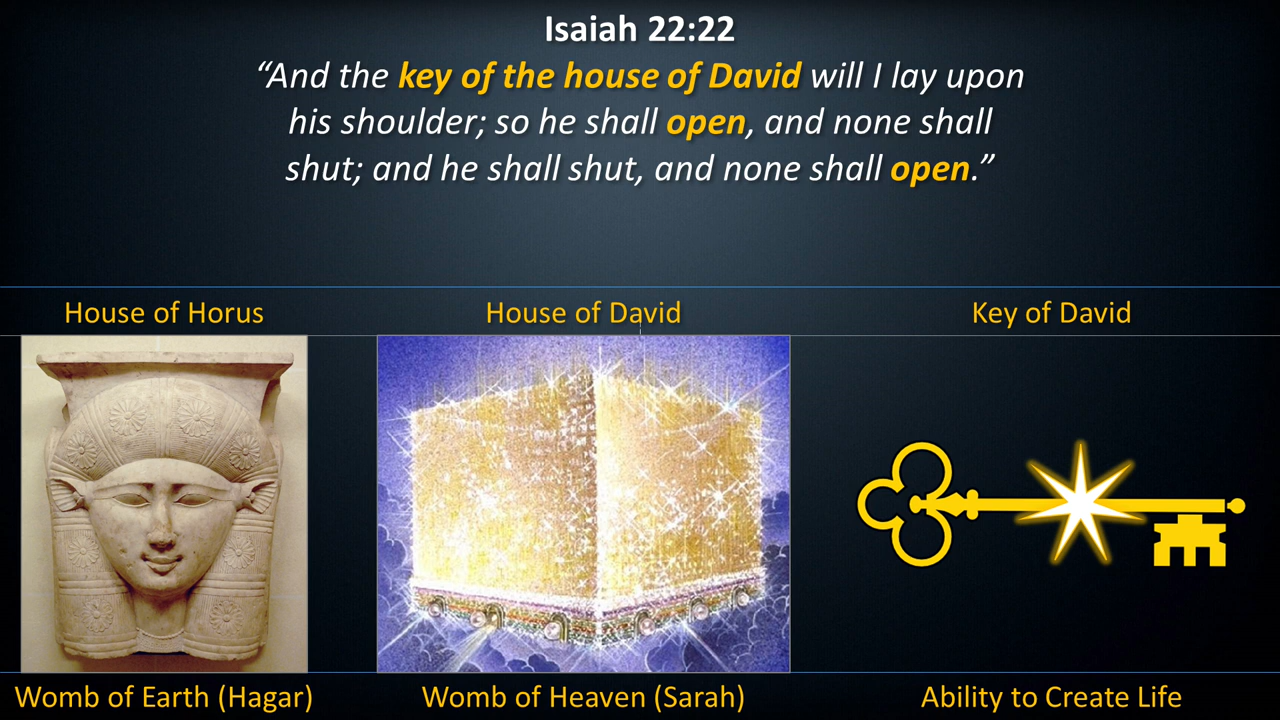 Isaiah 22:22
“And the key of the house of David will I lay upon
his shoulder; so he shall open, and none shall
shut; and he shall shut, and none shall open.”
House of Horus
House of David
Key of David
Womb of Earth (Hagar)
Womb of Heaven (Sarah)
Ability to Create Life